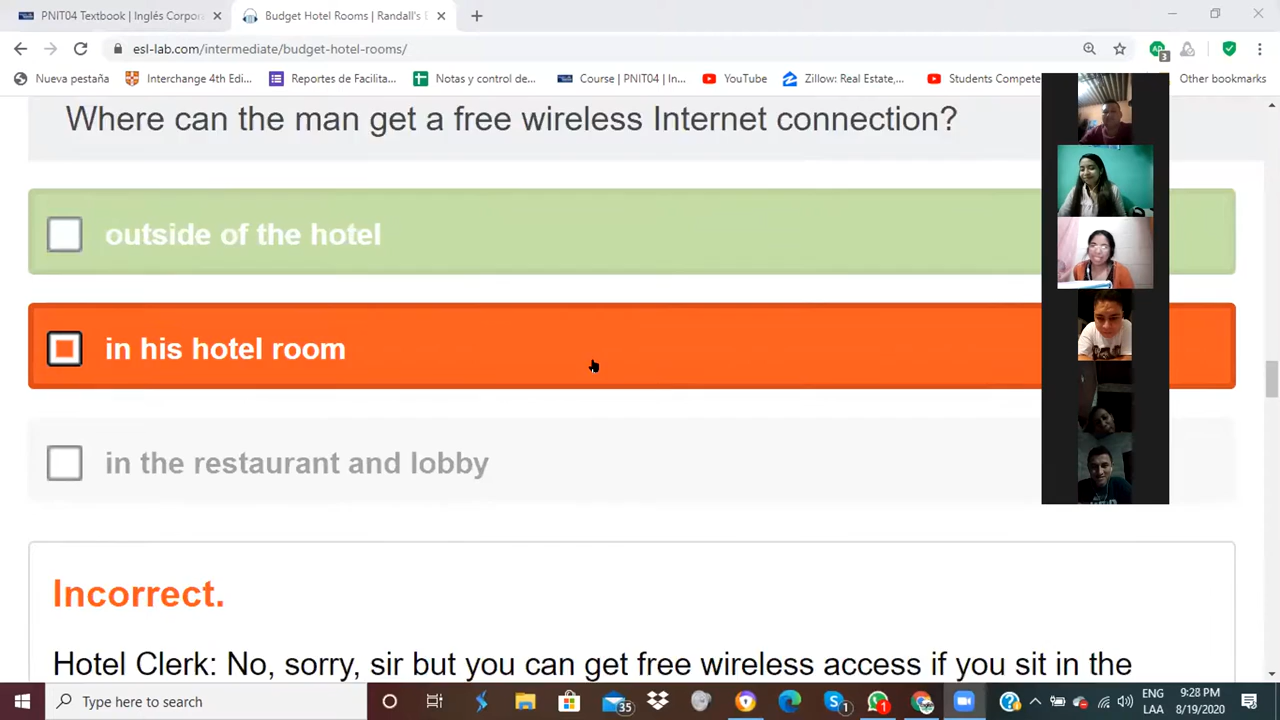 PNIT04 Textbook | Inglés Corpor
Budget Hotel Rooms | Randall's E
esl-lab.com/intermediate/budget-hotel-rooms/
3
Nueva pestaña
Interchange 4th Edi...
Reportes de Facilita...
Notas y control de...
Course | PNIT04 | In...
YouTube
Zillow: Real Estate,...
Students Compete
Other bookmarks
Where can the man get a free wireless Internet connection?
outside of the hotel
in his hotel room
in the restaurant and lobby
Incorrect.
Hotel Clerk: No, sorry, sir but you can get free wireless access if you sit in the
Type here to search
35
1
1
ENG
LAA
9:28 PM
8/19/2020